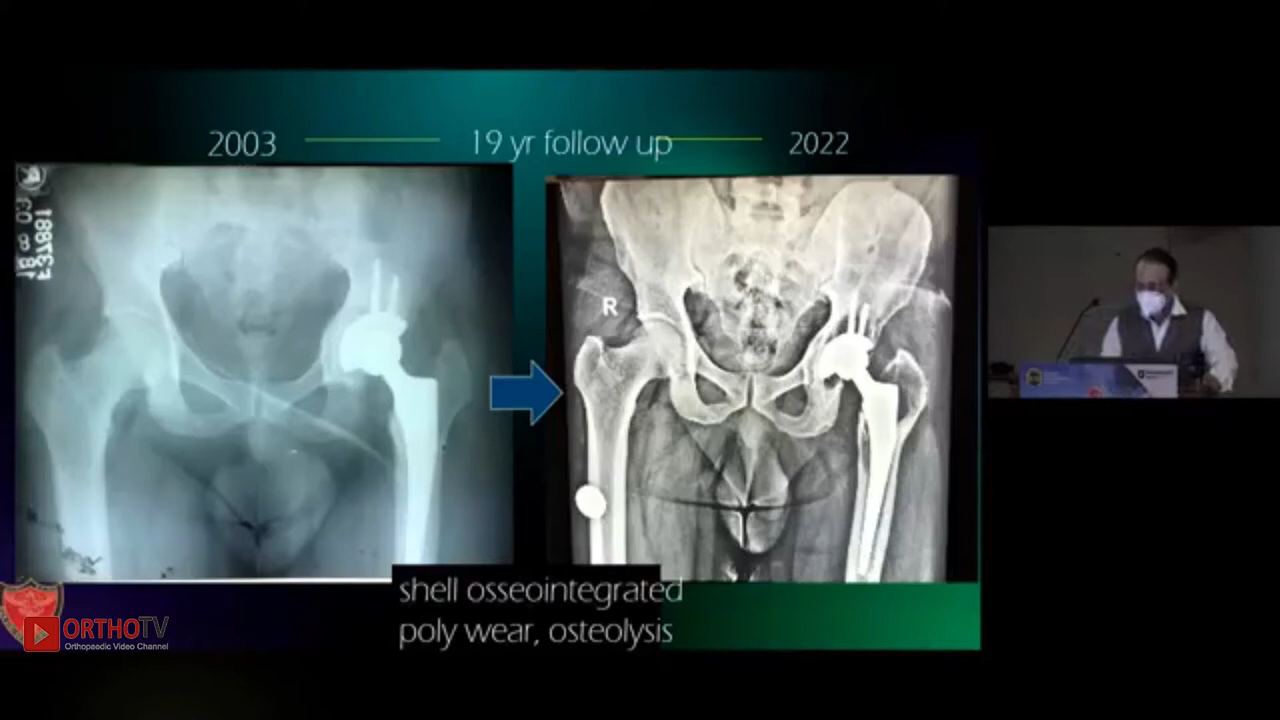 2003
19 yr follow up
2022
R
shell osseointegrated
poly wear, osteolysis
ORTHOTV
Orthopaedic Video Channel